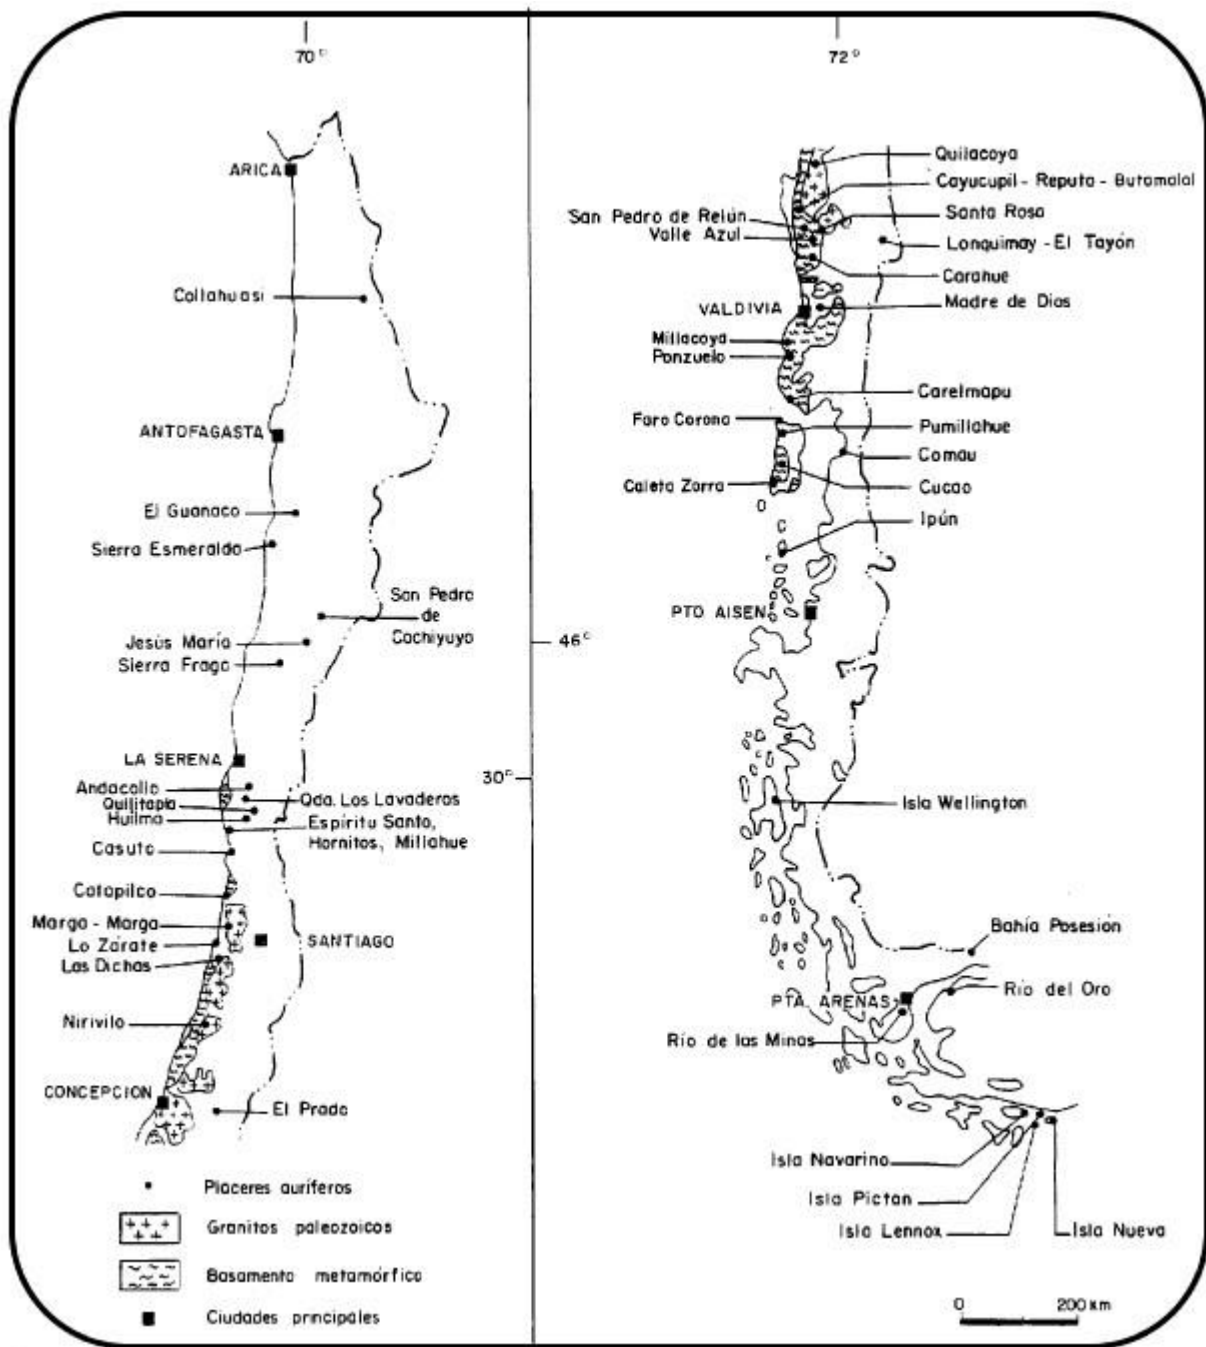 70°
ARICA
Collahuasi
ANTOFAGASTA
El Guanaco
Sierra Esmeralda
San Pedro
de
Cachiyuyo
Jesús María
Sierra Fraga
LA SERENA
Andacollo
Qda. Los Lavaderos
Quilitapia
Huilma
Espíritu Santo,
Hornitos, Millahue
Casuto
Catapilco
Marga - Marga
Lo Zárate
SANTIAGO
Las Dichas
Nirivilo
CONCEPCION
El Prado
Placeres auríferos
Granitos paleozoicos
Basamento metamórfico
Ciudades principales
46°
30°
72°
Quilacoya
Cayucupil - Reputo - Butamalal
San Pedro de Relún
Santa Rosa
Valle Azul
Lonquimay - El Tayón
Carahue
VALDIVIA
Madre de Dios
Millacoya
Ponzuelo
Carelmapu
Faro Corona
Pumillahue
Comau
Caleta Zorra
Cucao
Ipún
PTO AISEN
Isla Wellington
Bahía Posesión
PTA. ARENAS
Río del Oro
Río de las Minas
Isla Navarino
Isla Pictan
Isla Lennox
Isla Nueva
0 200 Km